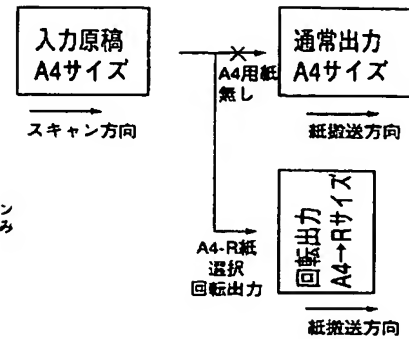 入力原稿
A4サイズ
スキャン方向
A4用紙
無し
通常出力
A4サイズ
紙搬送方向
ン
み
A4-R紙
選択
回転出力
回転出力
A4→Rサイズ
紙搬送方向